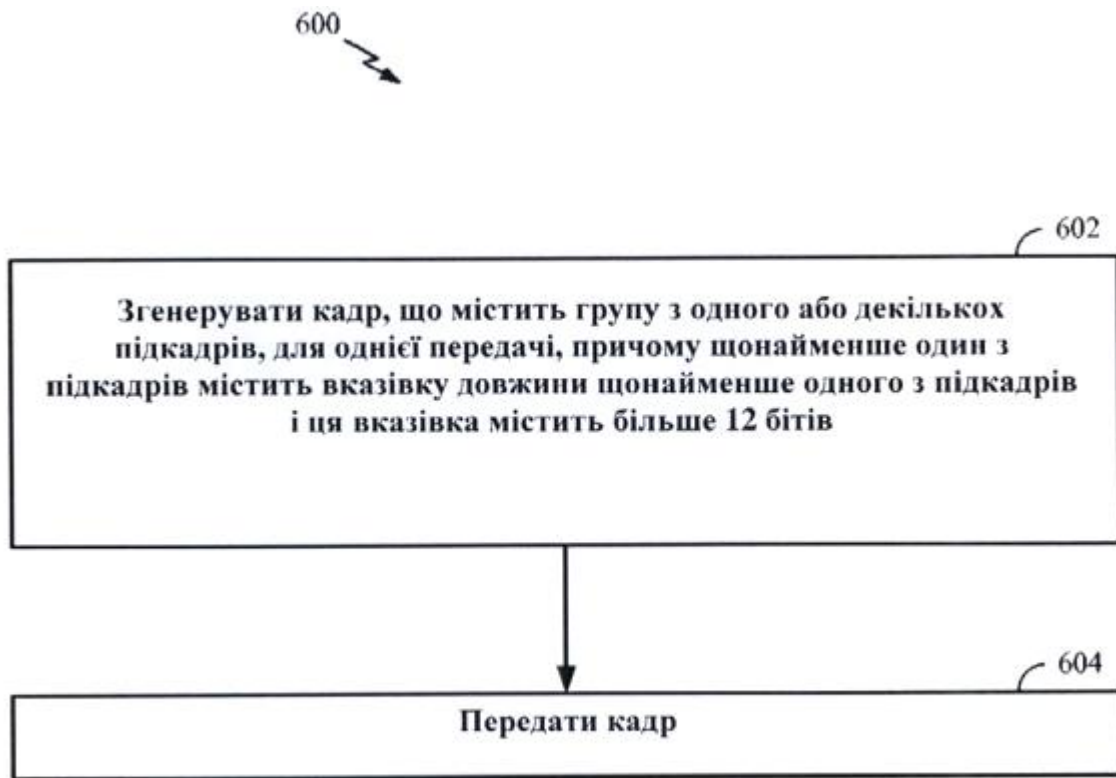 600
602
Згенерувати кадр, що містить групу з одного або декількох
підкадрів, для однієї передачі, причому щонайменше один з
підкадрів містить вказівку довжини щонайменше одного з підкадрів
і ця вказівка містить більше 12 бітів
604
Передати кадр